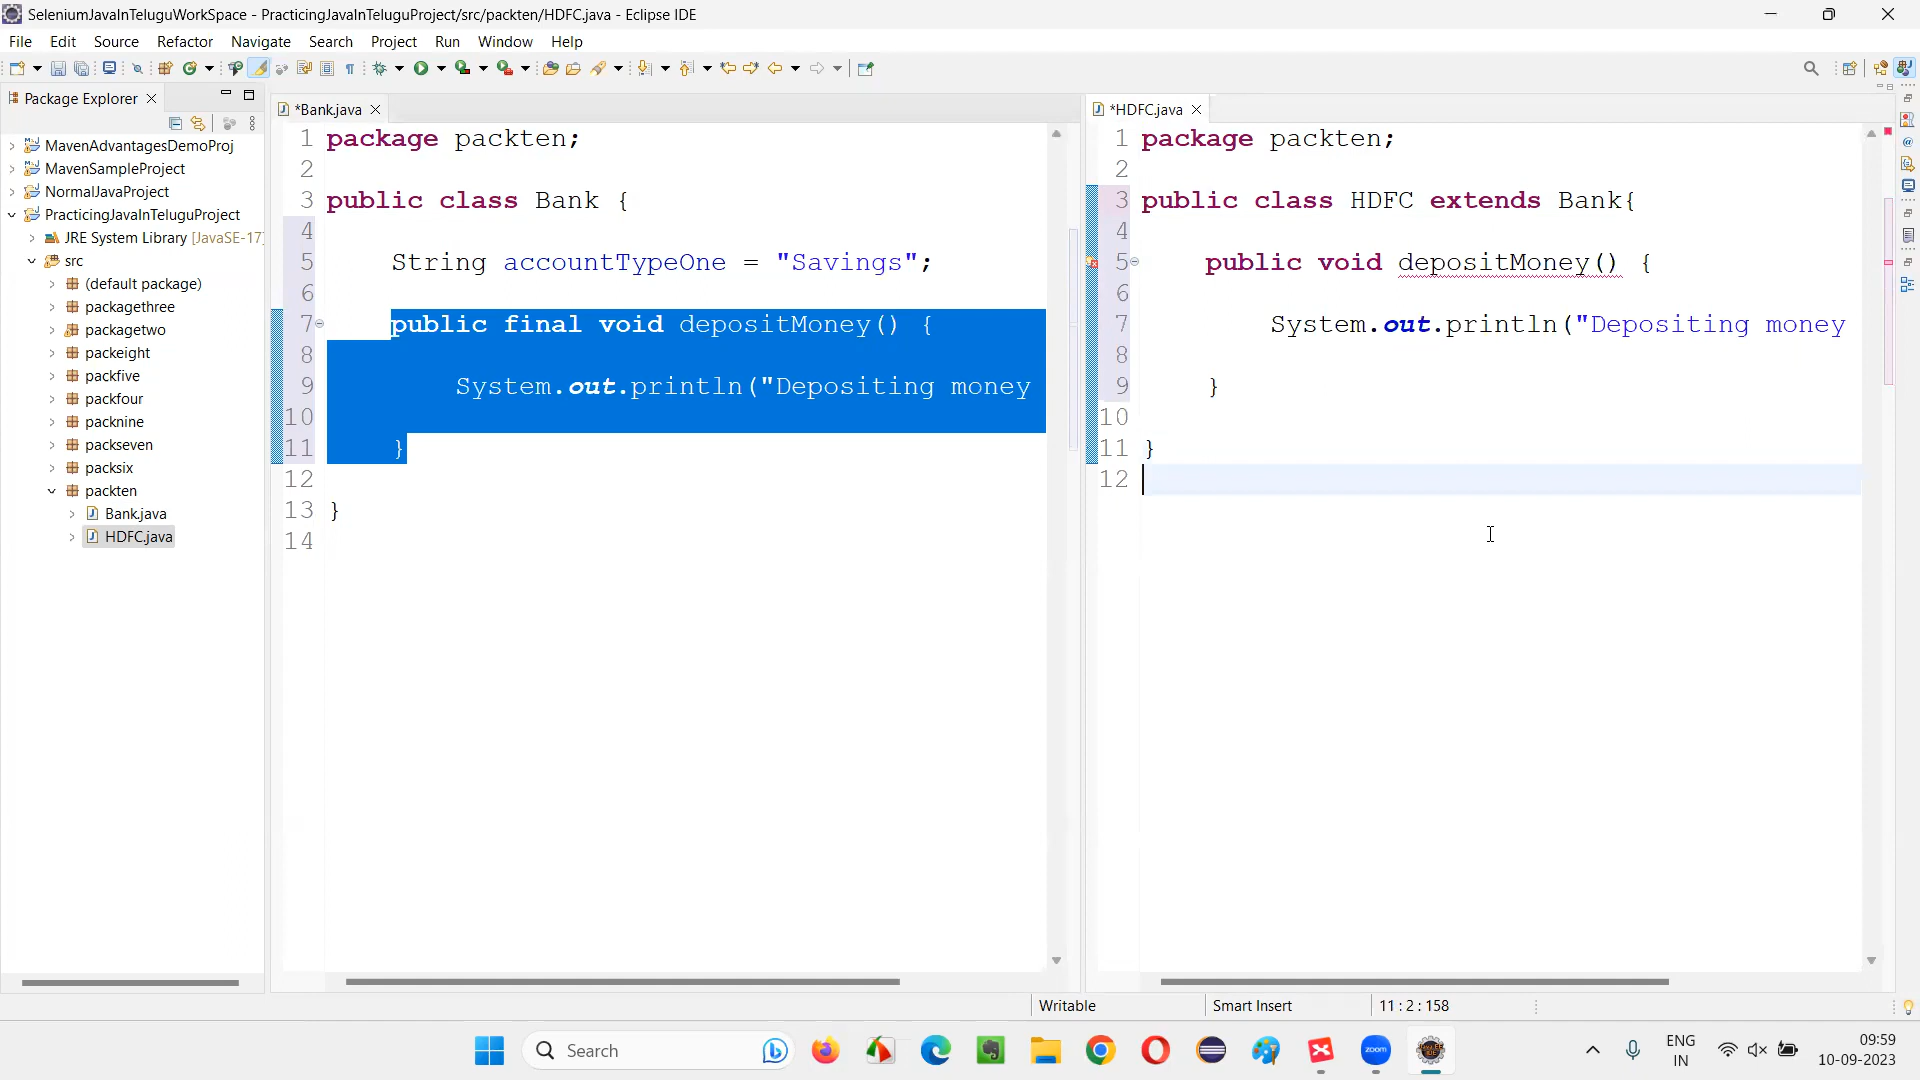 SeleniumJavaInTeluguWorkSpace - PracticingJavaInTeluguProject/src/packten/HDFC.java - Eclipse IDE
File Edit Source Refactor Navigate Search Project Run Window Help
Package Explorer
MavenAdvantagesDemoProj
MavenSampleProject
NormalJavaProject
PracticingJavaInTeluguProject
JRE System Library [JavaSE-17]
src
(default package)
packagethree
packagetwo
packeight
packfive
packfour
packnine
packseven
packsix
packten
Bank.java
HDFC.java
*Bank.java
1 package packten;
2
3 public class Bank {
4
5 String accountTypeOne = "Savings";
6
7 public final void depositMoney() {
8
9 System.out.println("Depositing money
10
11 }
12
13 }
14
*HDFC.java
1 package packten;
2
3 public class HDFC extends Bank{
4
5 public void depositMoney() {
6
7 System.out.println("Depositing money
8
9 }
10
11 }
12
Writable Smart Insert 11 : 2 : 158
Search
zoom
ENG
IN
09:59
10-09-2023